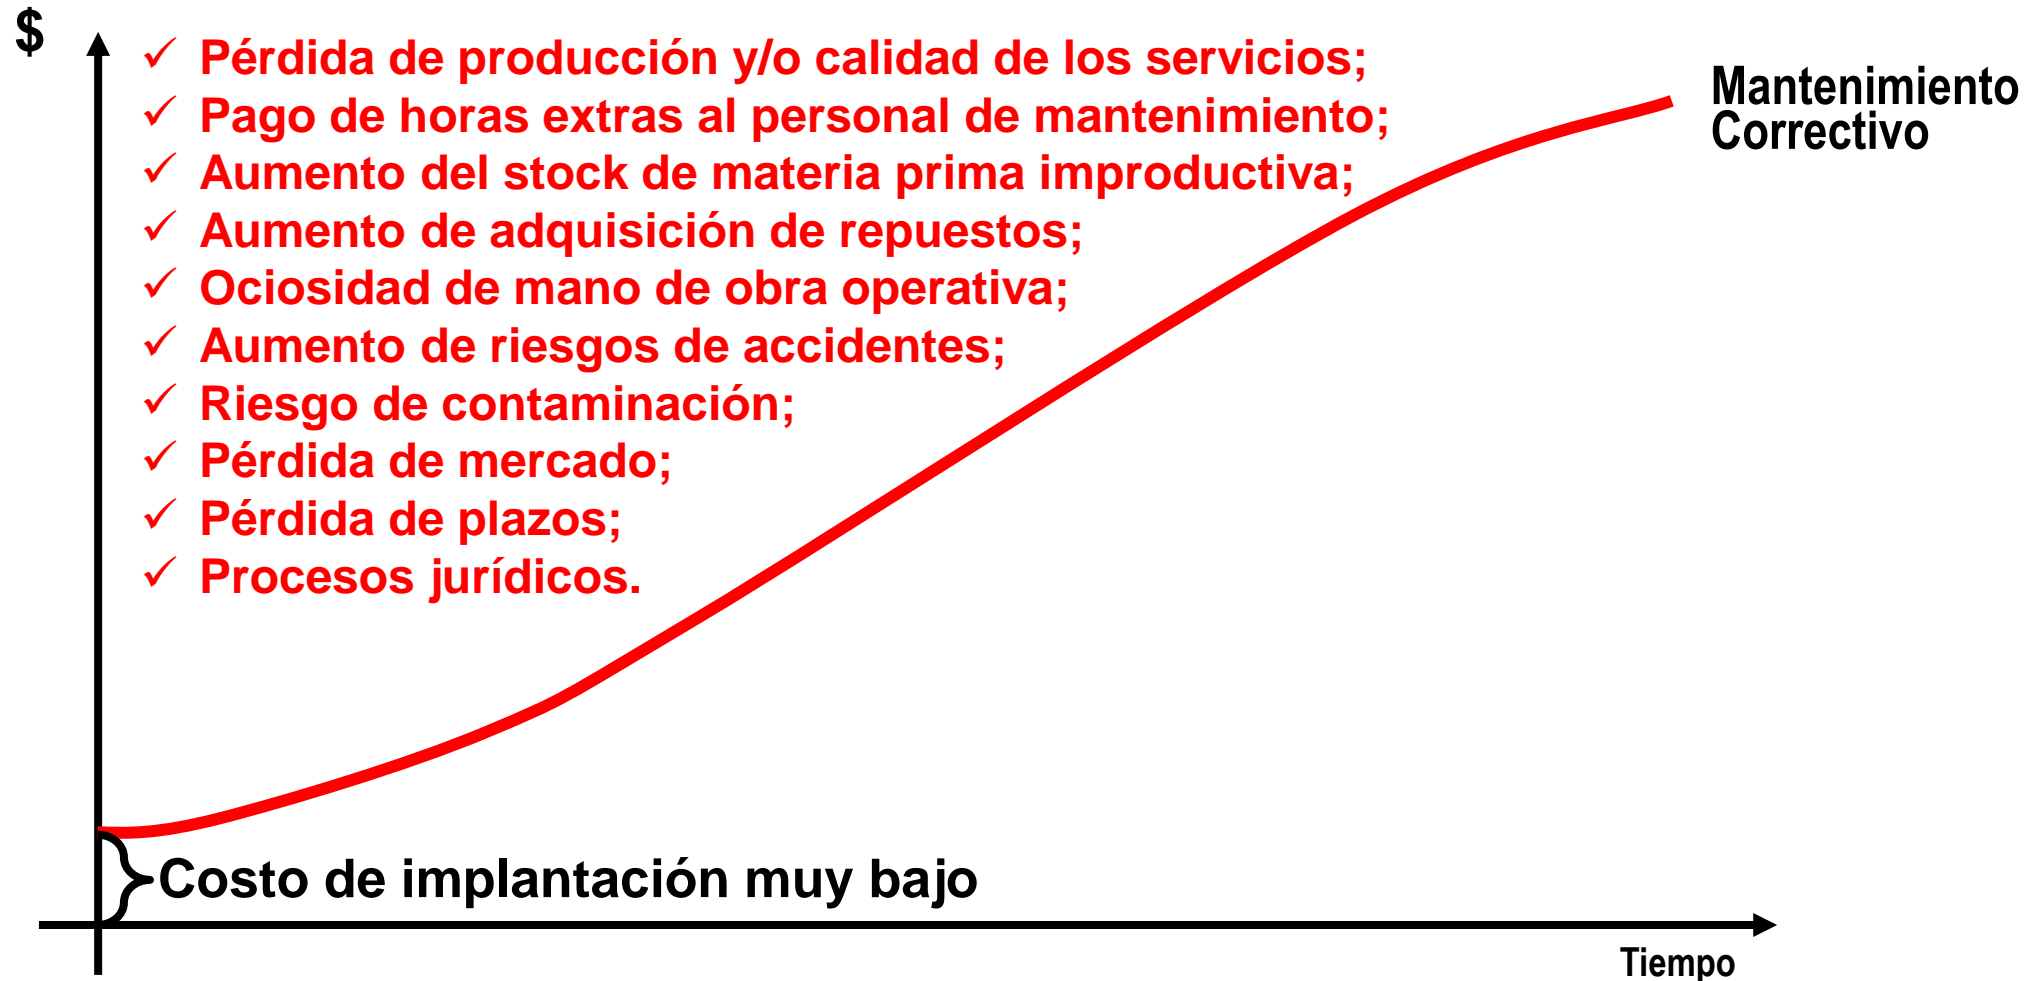 $
✓ Pérdida de producción y/o calidad de los servicios;
✓ Pago de horas extras al personal de mantenimiento;
✓ Aumento del stock de materia prima improductiva;
✓ Aumento de adquisición de repuestos;
✓ Ociosidad de mano de obra operativa;
✓ Aumento de riesgos de accidentes;
✓ Riesgo de contaminación;
✓ Pérdida de mercado;
✓ Pérdida de plazos;
✓ Procesos jurídicos.
Mantenimiento
Correctivo
Costo de implantación muy bajo
Tiempo